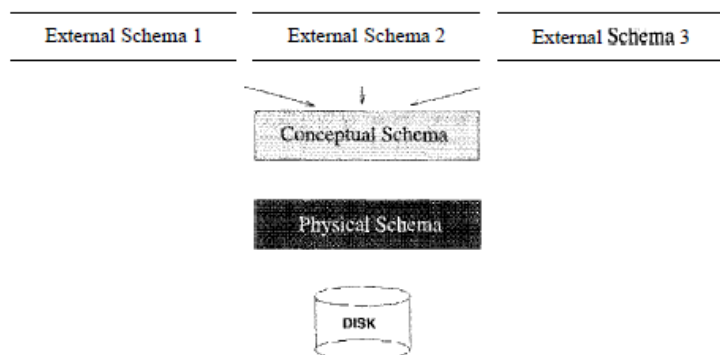 External Schema 1 External Schema 2 External Schema 3
Conceptual Schema
Physical Schema
DISK